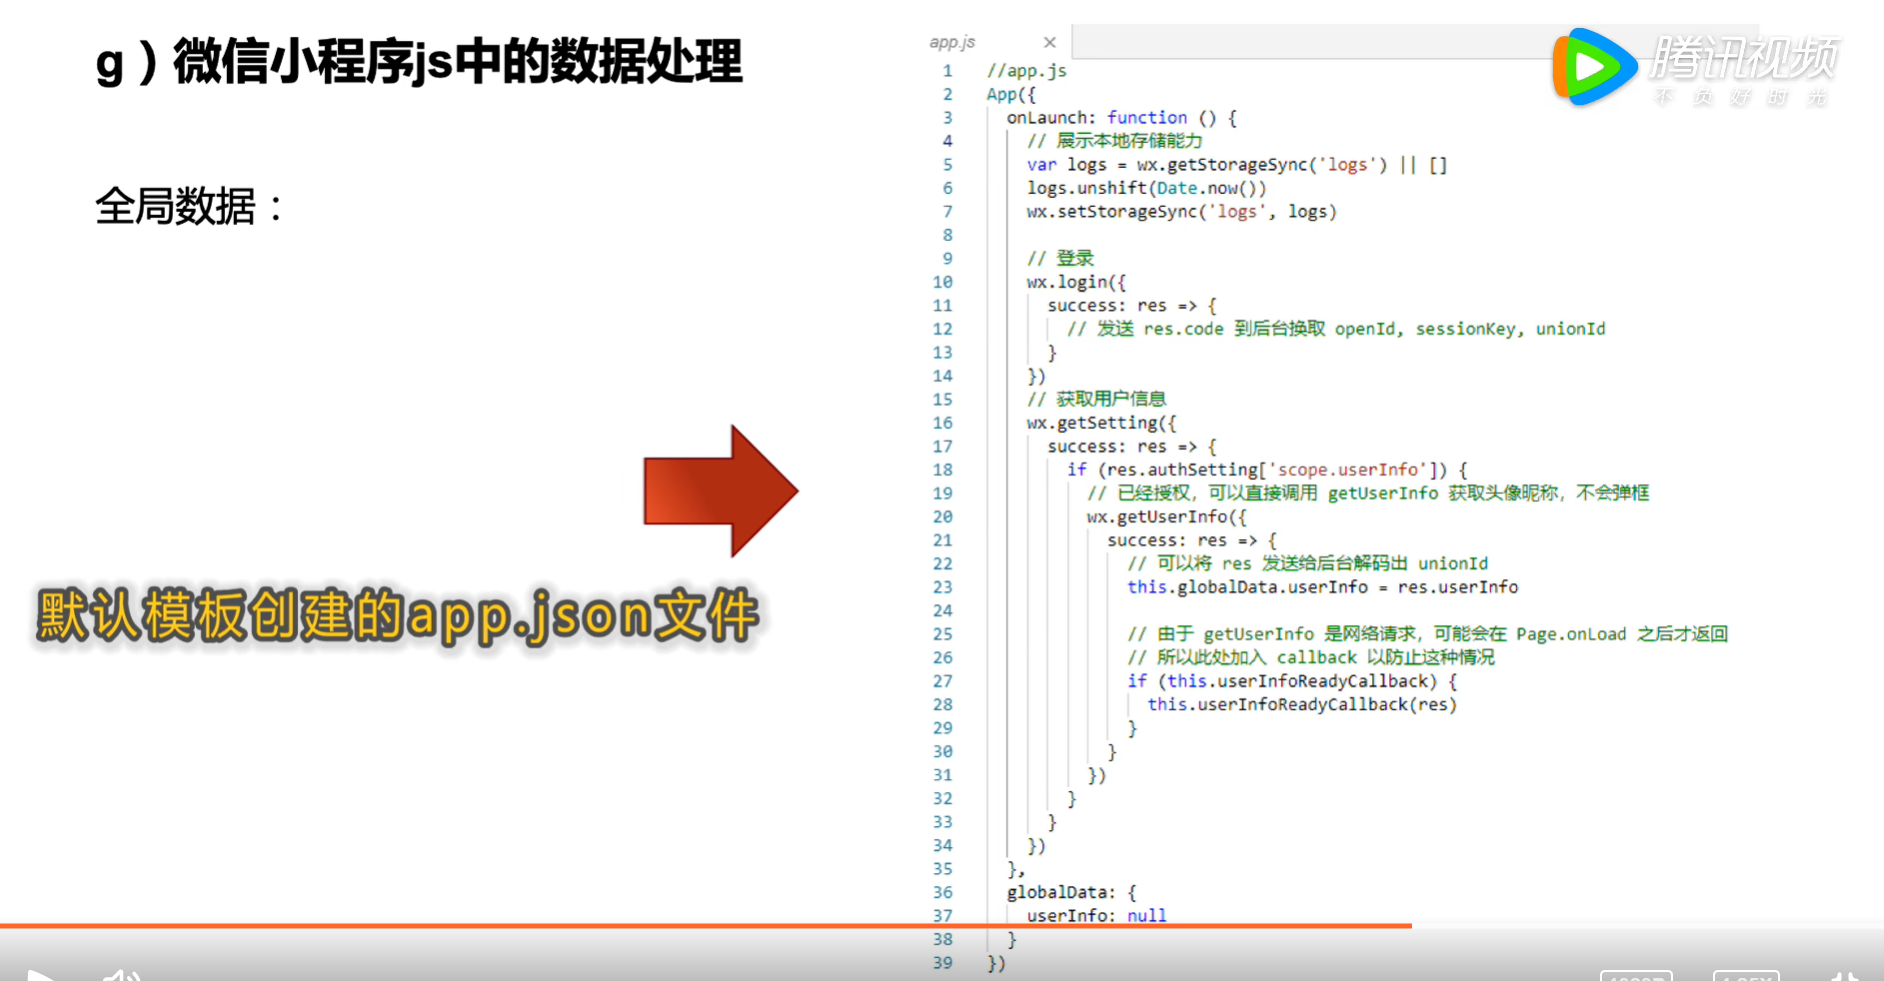 g）微信小程序js中的数据处理
全局数据：
默认模板创建的app.json文件
腾讯视频
不负好时光
app.js ×
1 //app.js
2 App({
3 onLaunch: function () {
4 // 展示本地存储能力
5 var logs = wx.getStorageSync('logs') || []
6 logs.unshift(Date.now())
7 wx.setStorageSync('logs', logs)
8
9 // 登录
10 wx.login({
11 success: res => {
12 // 发送 res.code 到后台换取 openId, sessionKey, unionId
13 }
14 })
15 // 获取用户信息
16 wx.getSetting({
17 success: res => {
18 if (res.authSetting['scope.userInfo']) {
19 // 已经授权，可以直接调用 getUserInfo 获取头像昵称，不会弹框
20 wx.getUserInfo({
21 success: res => {
22 // 可以将 res 发送给后台解码出 unionId
23 this.globalData.userInfo = res.userInfo
24
25 // 由于 getUserInfo 是网络请求，可能会在 Page.onLoad 之后才返回
26 // 所以此处加入 callback 以防止这种情况
27 if (this.userInfoReadyCallback) {
28 this.userInfoReadyCallback(res)
29 }
30 }
31 })
32 }
33 }
34 })
35 },
36 globalData: {
37 userInfo: null
38 }
39 })